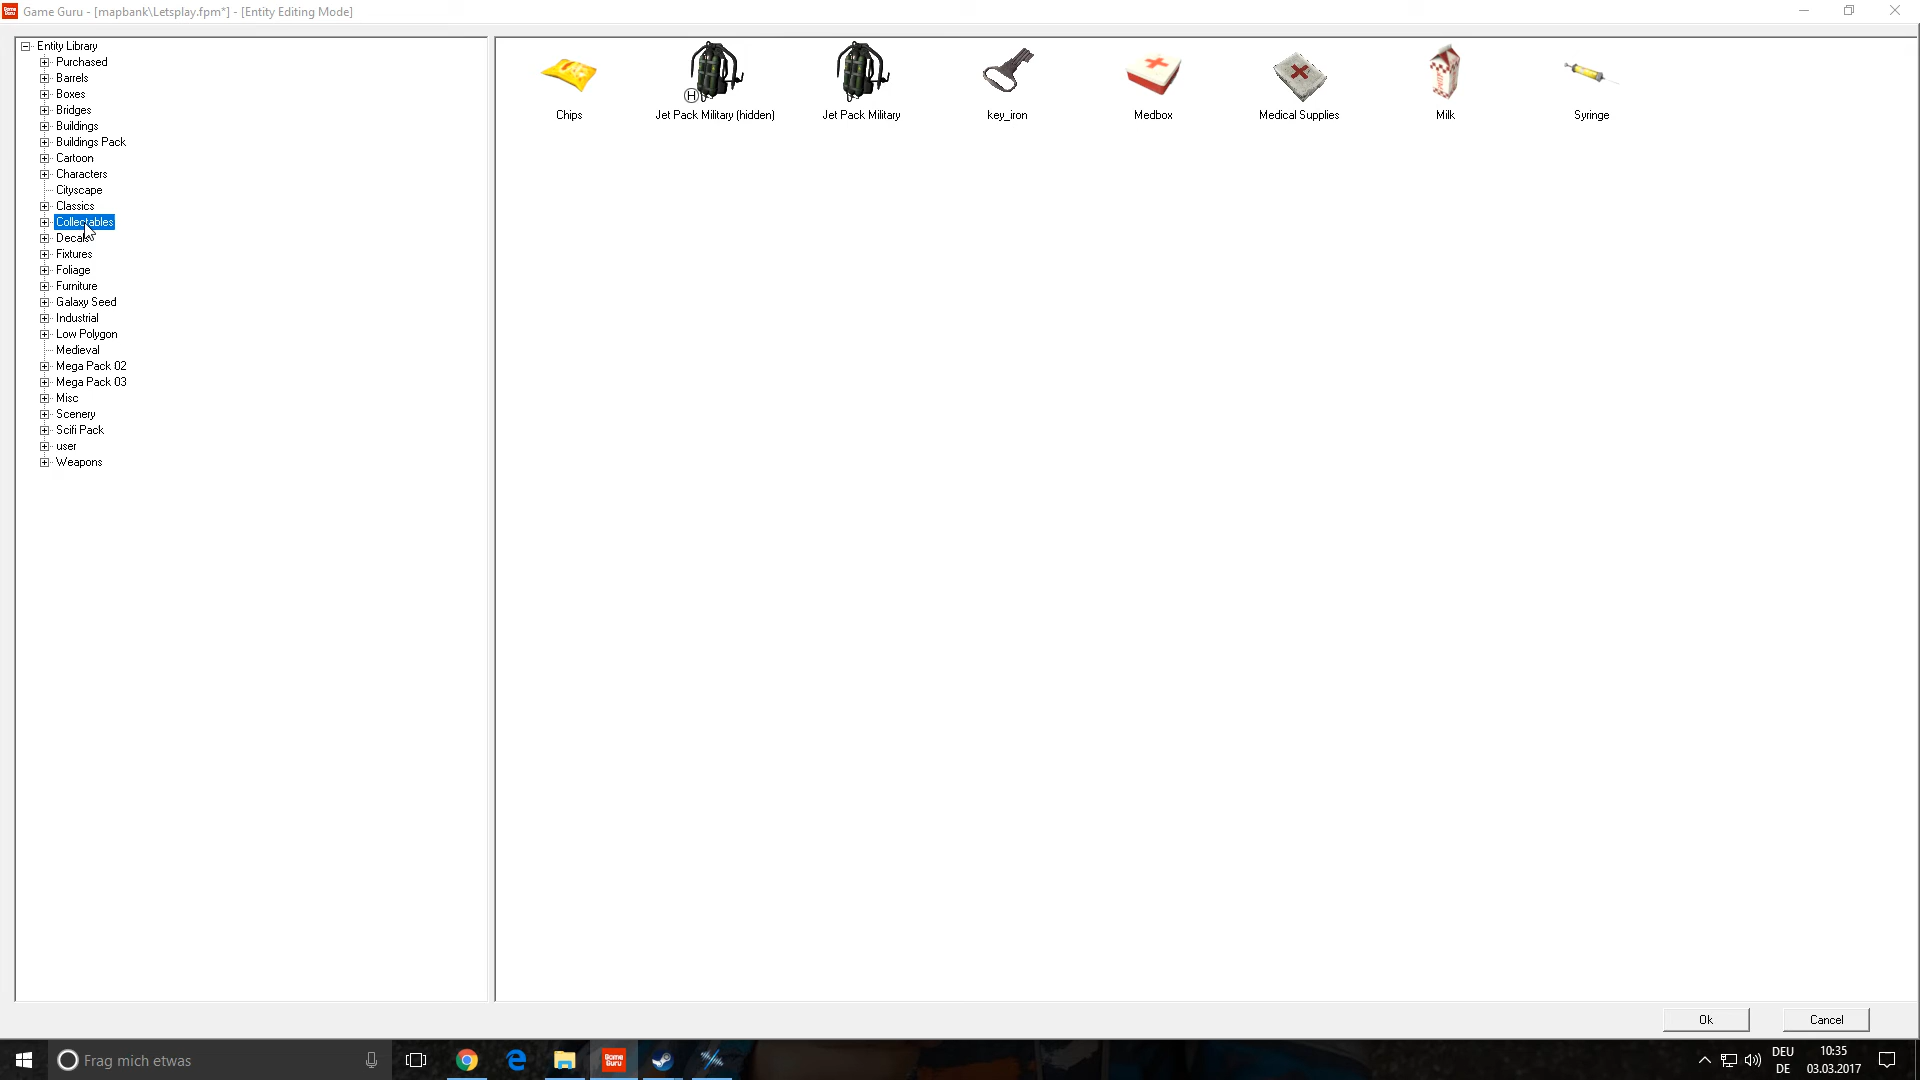 Game Guru - [mapbank\Letsplay.fpm*] - [Entity Editing Mode]
Entity Library
Purchased
Barrels
Boxes
Bridges
Buildings
Buildings Pack
Cartoon
Characters
Cityscape
Classics
Collectables
Decals
Fixtures
Foliage
Furniture
Galaxy Seed
Industrial
Low Polygon
Medieval
Mega Pack 02
Mega Pack 03
Misc
Scenery
Scifi Pack
user
Weapons
Chips
Jet Pack Military (hidden)
Jet Pack Military
key_iron
Medbox
Medical Supplies
Milk
Syringe
H
Ok
Cancel
Frag mich etwas
Game Guru
DEU
DE
10:35
03.03.2017